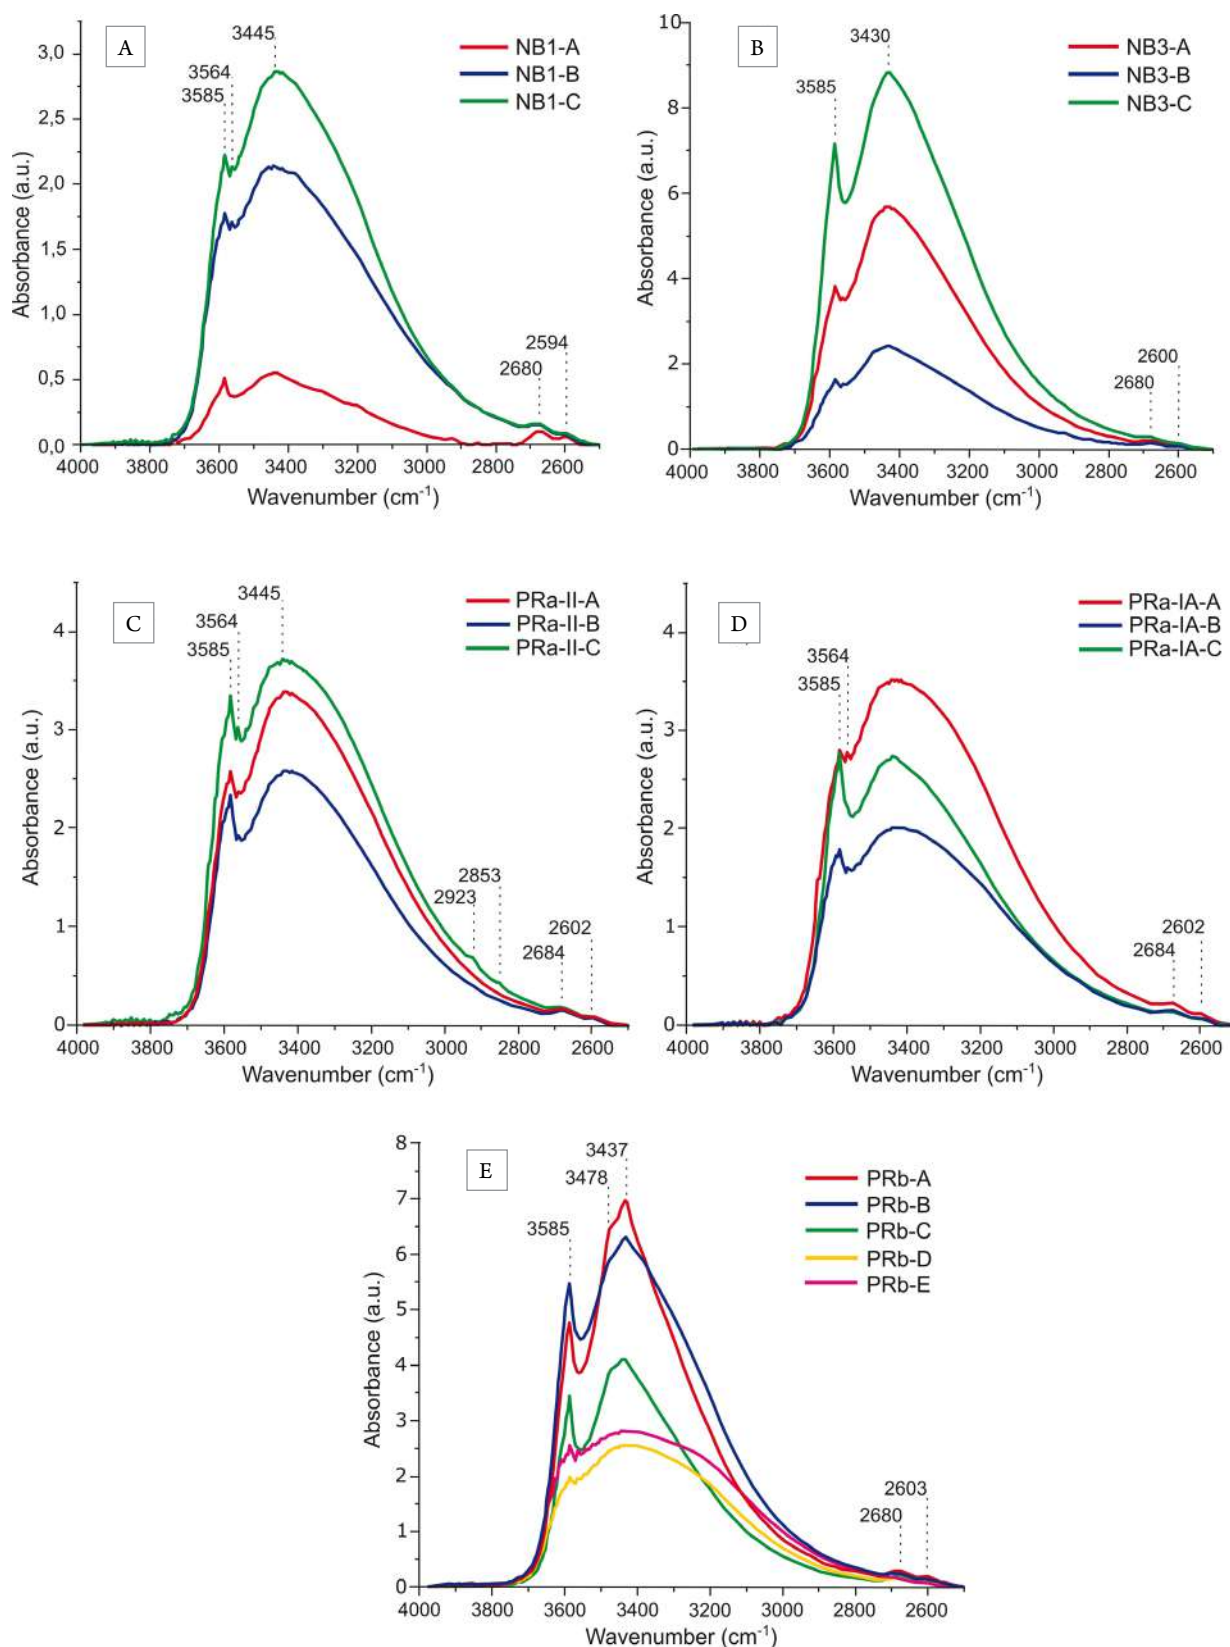 A
3445
3564
3585
NB1-A
NB1-B
NB1-C
3,0
2,5
2,0
1,5
1,0
0,5
0,0
2594
2680
4000 3800 3600 3400 3200 3000 2800 2600
Wavenumber (cm-1)
Absorbance (a.u.)
B
3430
3585
NB3-A
NB3-B
NB3-C
10
8
6
4
2
0
2600
2680
4000 3800 3600 3400 3200 3000 2800 2600
Wavenumber (cm-1)
Absorbance (a.u.)
C
3445
3564
3585
PRa-II-A
PRa-II-B
PRa-II-C
4
3
2
1
0
2853
2923
2602
2684
4000 3800 3600 3400 3200 3000 2800 2600
Wavenumber (cm-1)
Absorbance (a.u.)
D
3564
3585
PRa-IA-A
PRa-IA-B
PRa-IA-C
4
3
2
1
0
2602
2684
4000 3800 3600 3400 3200 3000 2800 2600
Wavenumber (cm-1)
Absorbance (a.u.)
E
3437
3478
3585
PRb-A
PRb-B
PRb-C
PRb-D
PRb-E
8
7
6
5
4
3
2
1
0
2603
2680
4000 3800 3600 3400 3200 3000 2800 2600
Wavenumber (cm-1)
Absorbance (a.u.)